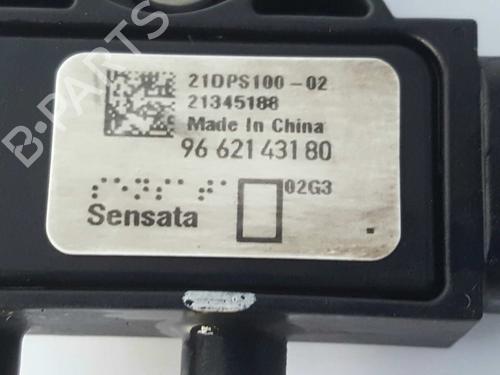 B-PARTS
21DPS100-02
21345188
Made In China
96 621 431 80
02G3
Sensata